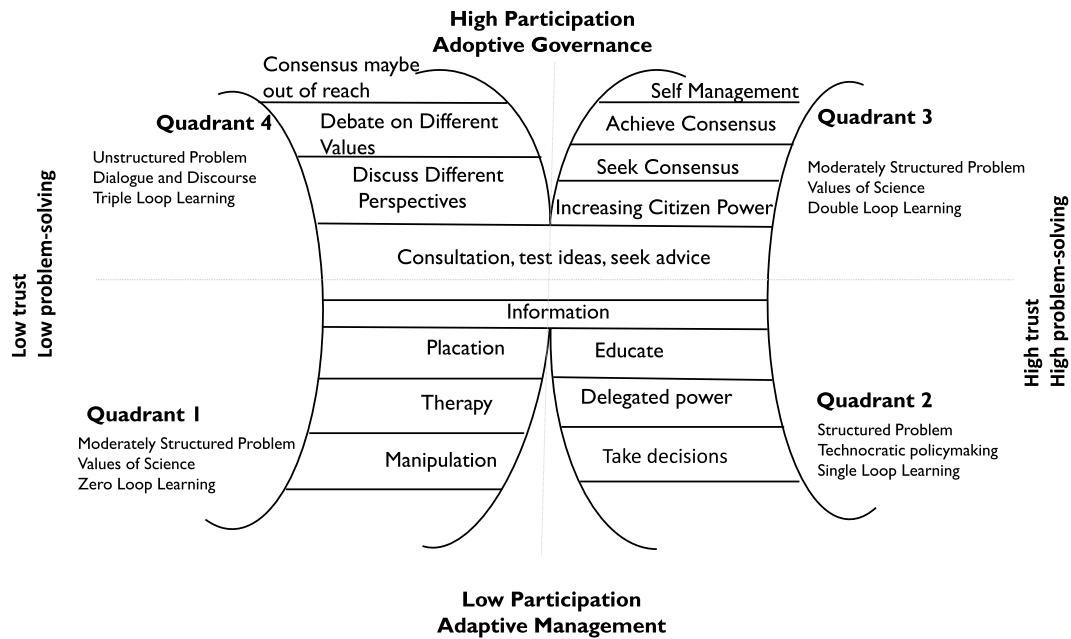 High Participation
Adoptive Governance
Consensus maybe
out of reach
Self Management
Quadrant 4
Debate on Different
Values
Achieve Consensus
Quadrant 3
Unstructured Problem
Dialogue and Discourse
Triple Loop Learning
Discuss Different
Perspectives
Seek Consensus
Increasing Citizen Power
Moderately Structured Problem
Values of Science
Double Loop Learning
Low trust
Low problem-solving
Consultation, test ideas, seek advice
High trust
High problem-solving
Information
Placation
Educate
Therapy
Delegated power
Manipulation
Take decisions
Quadrant 1
Moderately Structured Problem
Values of Science
Zero Loop Learning
Quadrant 2
Structured Problem
Technocratic policymaking
Single Loop Learning
Low Participation
Adaptive Management